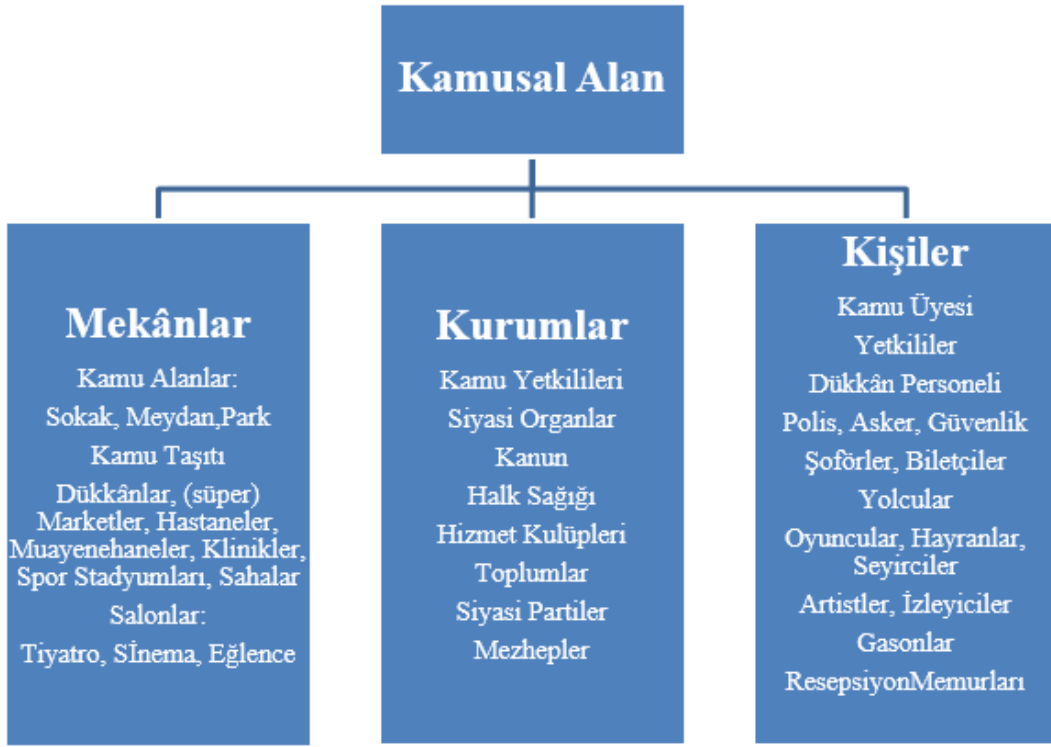 Kamusal Alan
Mekânlar
Kamu Alanlar:
Sokak, Meydan,Park
Kamu Taşıtı
Dükkânlar, (süper)
Marketler, Hastaneler,
Muayenehaneler, Klinikler,
Spor Stadyumları, Sahalar
Salonlar:
Tiyatro, Sİnema, Eğlence
Kurumlar
Kamu Yetkilileri
Siyasi Organlar
Kanun
Halk Sağığı
Hizmet Kulüpleri
Toplumlar
Siyasi Partiler
Mezhepler
Kişiler
Kamu Üyesi
Yetkililer
Dükkân Personeli
Polis, Asker, Güvenlik
Şoförler, Biletçiler
Yolcular
Oyuncular, Hayranlar,
Seyirciler
Artistler, İzleyiciler
Gasonlar
ResepsiyonMemurları